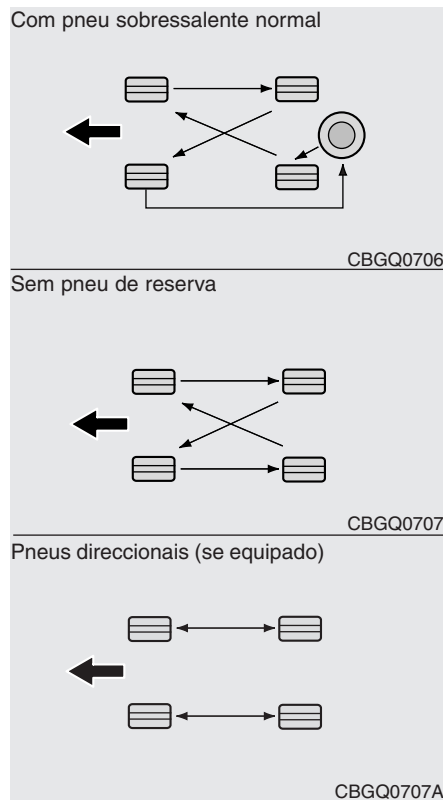 Com pneu sobressalente normal
CBGQ0706
Sem pneu de reserva
CBGQ0707
Pneus direccionais (se equipado)
CBGQ0707A